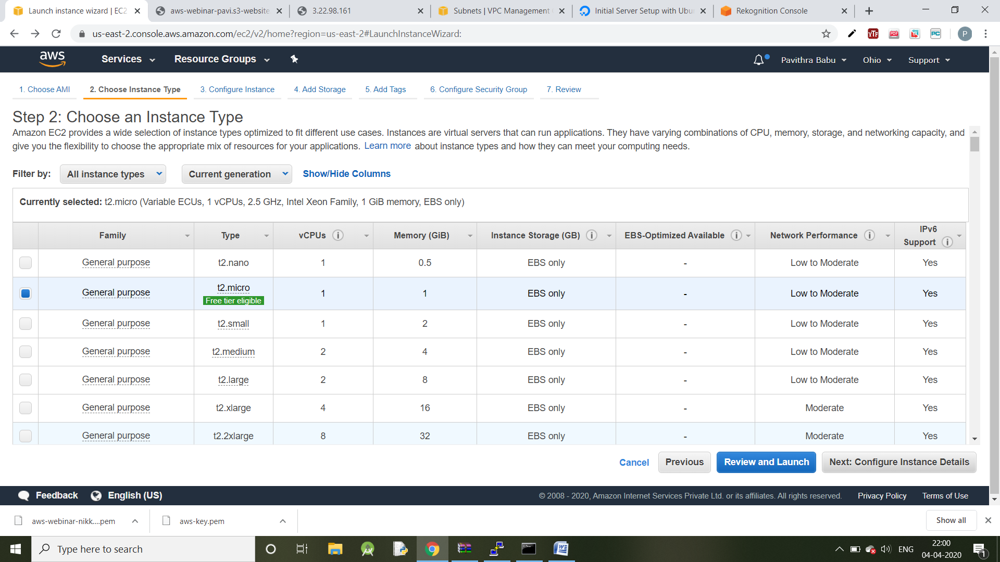 Launch instance wizard | EC2
aws-webinar-pavi.s3-website
3.22.98.161
Subnets | VPC Management
Initial Server Setup with Ubu
Rekognition Console
us-east-2.console.aws.amazon.com/ec2/v2/home?region=us-east-2#LaunchInstanceWizard:
YTF
PDF
PC
P
aws
Services
Resource Groups
Pavithra Babu
Ohio
Support
1. Choose AMI
2. Choose Instance Type
3. Configure Instance
4. Add Storage
5. Add Tags
6. Configure Security Group
7. Review
Step 2: Choose an Instance Type
Amazon EC2 provides a wide selection of instance types optimized to fit different use cases. Instances are virtual servers that can run applications. They have varying combinations of CPU, memory, storage, and networking capacity, and
give you the flexibility to choose the appropriate mix of resources for your applications. Learn more about instance types and how they can meet your computing needs.
Filter by: All instance types Current generation Show/Hide Columns
Currently selected: t2.micro (Variable ECUs, 1 vCPUs, 2.5 GHz, Intel Xeon Family, 1 GiB memory, EBS only)
Family Type vCPUs Memory (GiB) Instance Storage (GB) EBS-Optimized Available Network Performance IPv6 Support
General purpose t2.nano 1 0.5 EBS only - Low to Moderate Yes
General purpose t2.micro Free tier eligible 1 1 EBS only - Low to Moderate Yes
General purpose t2.small 1 2 EBS only - Low to Moderate Yes
General purpose t2.medium 2 4 EBS only - Low to Moderate Yes
General purpose t2.large 2 8 EBS only - Low to Moderate Yes
General purpose t2.xlarge 4 16 EBS only - Moderate Yes
General purpose t2.2xlarge 8 32 EBS only - Moderate Yes
Cancel Previous Review and Launch Next: Configure Instance Details
Feedback English (US)
© 2008 - 2020, Amazon Internet Services Private Ltd. or its affiliates. All rights reserved. Privacy Policy Terms of Use
aws-webinar-nikk....pem
aws-key.pem
Show all
Type here to search
ENG
22:00
04-04-2020
1